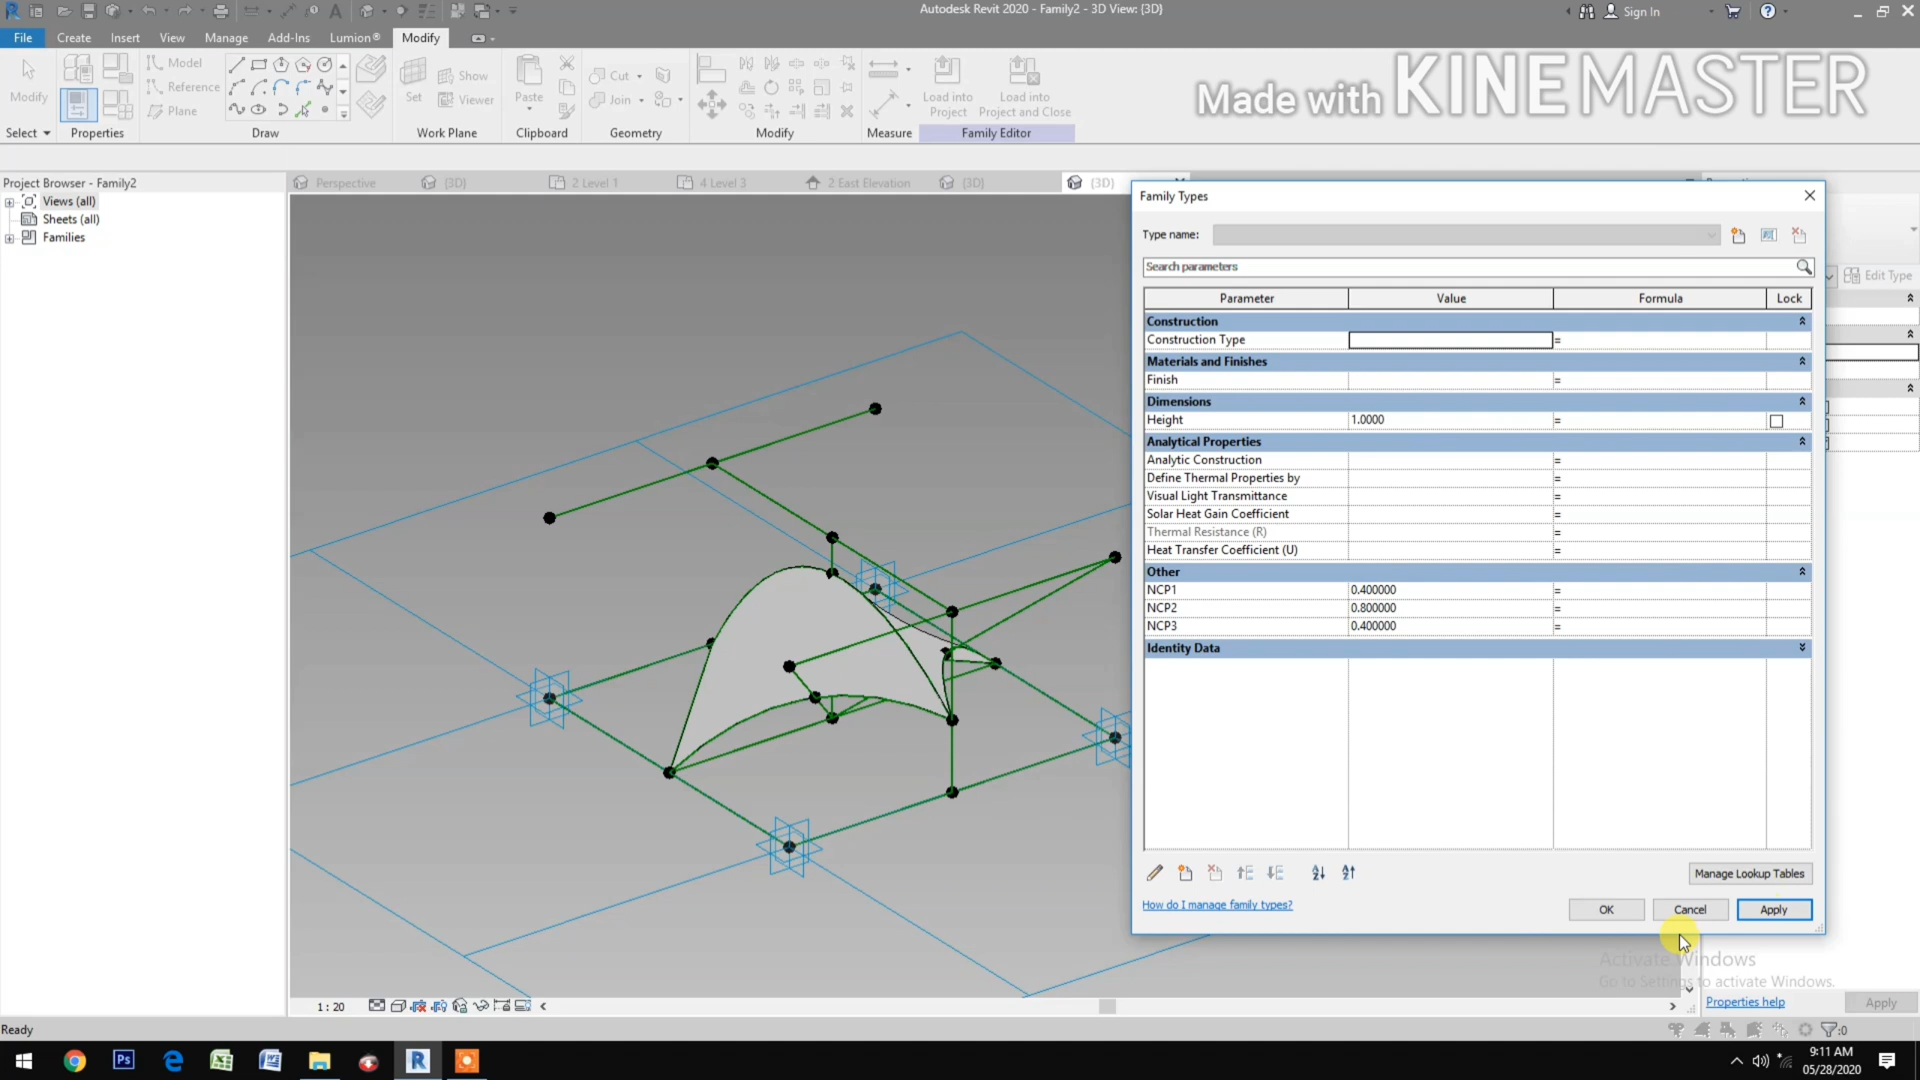 Autodesk Revit 2020 - Family2 - 3D View: {3D}
Sign In
File Create Insert View Manage Add-Ins Lumion® Modify
Made with KINEMASTER
Modify
Model
Reference
Plane
Set
Show
Viewer
Paste
Cut
Join
Load into Project
Load into Project and Close
Select Properties Draw Work Plane Clipboard Geometry Modify Measure Family Editor
Project Browser - Family2
Perspective {3D} 2 Level 1 4 Level 3 2 East Elevation {3D} {3D}
Views (all)
Sheets (all)
Families
Family Types
Type name:
Search parameters
Parameter Value Formula Lock
Construction
Construction Type =
Materials and Finishes
Finish =
Dimensions
Height 1.0000 =
Analytical Properties
Analytic Construction =
Define Thermal Properties by =
Visual Light Transmittance =
Solar Heat Gain Coefficient =
Thermal Resistance (R) =
Heat Transfer Coefficient (U) =
Other
NCP1 0.400000 =
NCP2 0.800000 =
NCP3 0.400000 =
Identity Data
Manage Lookup Tables
How do I manage family types?
OK Cancel Apply
Edit Type
Activate Windows
Go to Settings to activate Windows.
1 : 20
Properties help Apply
Ready
:0
9:11 AM
05/28/2020